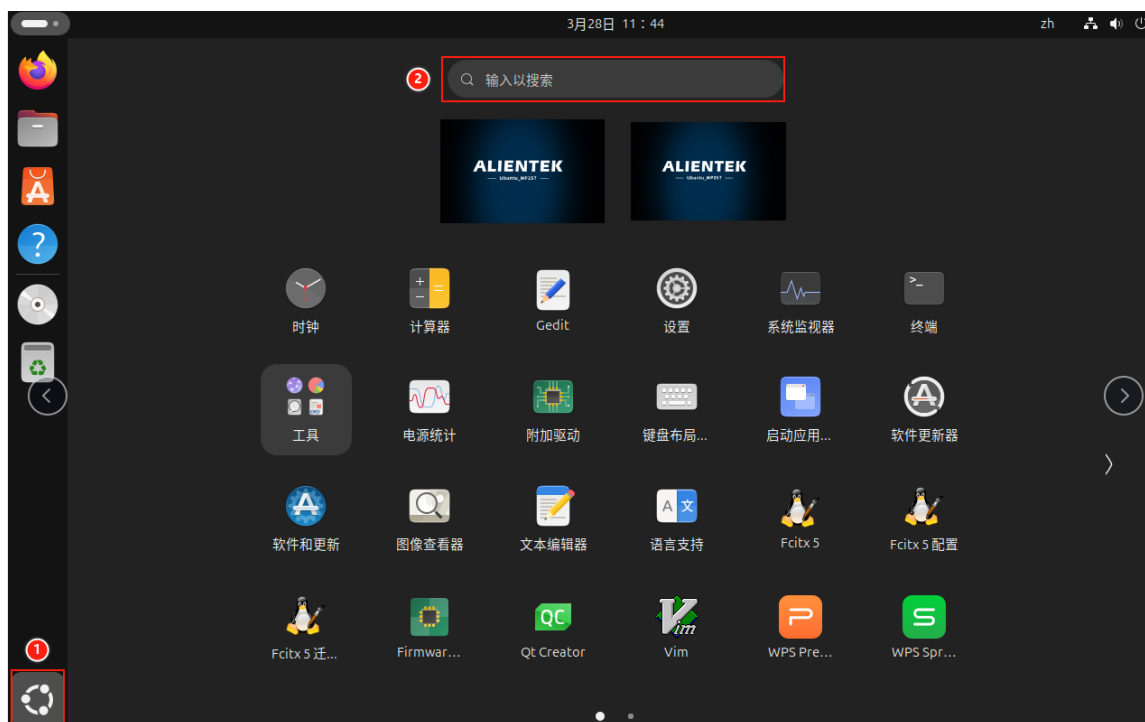 3月28日 11：44
zh
2
输入以搜索
ALIENTEK
Ubuntu_MP257
ALIENTEK
Ubuntu_MP257
时钟
计算器
Gedit
设置
系统监视器
终端
工具
电源统计
附加驱动
键盘布局...
启动应用...
软件更新器
软件和更新
图像查看器
文本编辑器
语言支持
Fcitx 5
Fcitx 5 配置
Fcitx 5 迁...
Firmwar...
Qt Creator
Vim
WPS Pre...
WPS Spr...
1